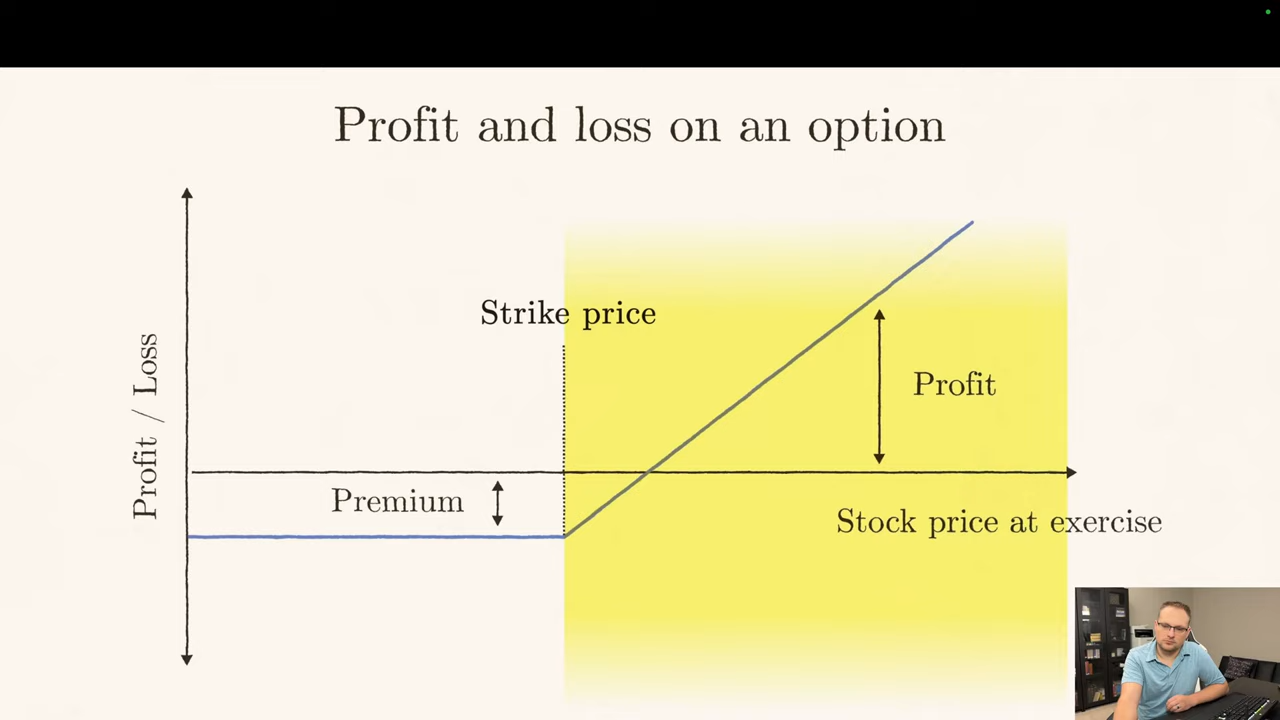 Profit and loss on an option
Strike price
Profit / Loss
Profit
Premium
Stock price at exercise